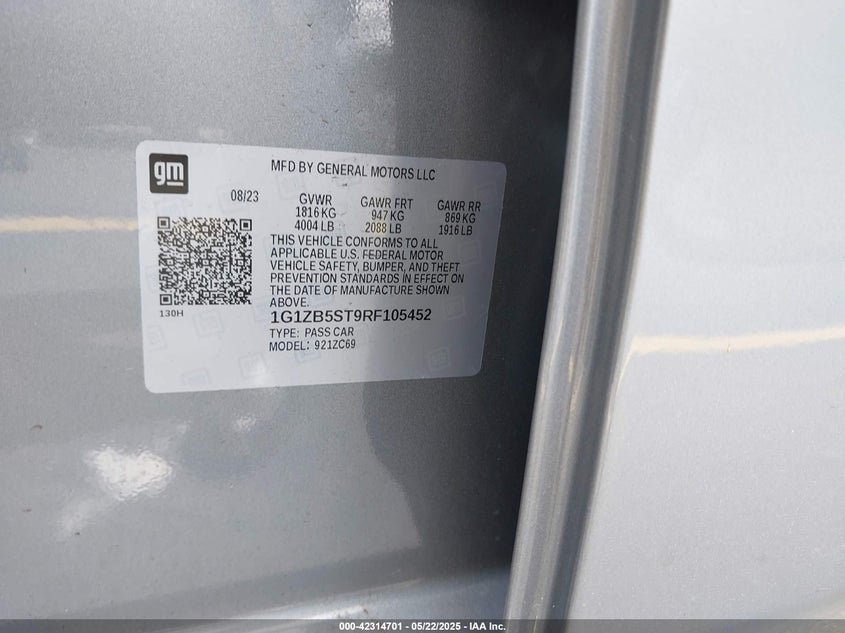 gm
MFD BY GENERAL MOTORS LLC
08/23
GVWR GAWR FRT GAWR RR
1816 KG 947 KG 869 KG
4004 LB 2088 LB 1916 LB
THIS VEHICLE CONFORMS TO ALL
APPLICABLE U.S. FEDERAL MOTOR
VEHICLE SAFETY, BUMPER, AND THEFT
PREVENTION STANDARDS IN EFFECT ON
THE DATE OF MANUFACTURE SHOWN
ABOVE.
130H
1G1ZB5ST9RF105452
TYPE: PASS CAR
MODEL: 921ZC69
000-42314701 - 05/22/2025 - IAA Inc.